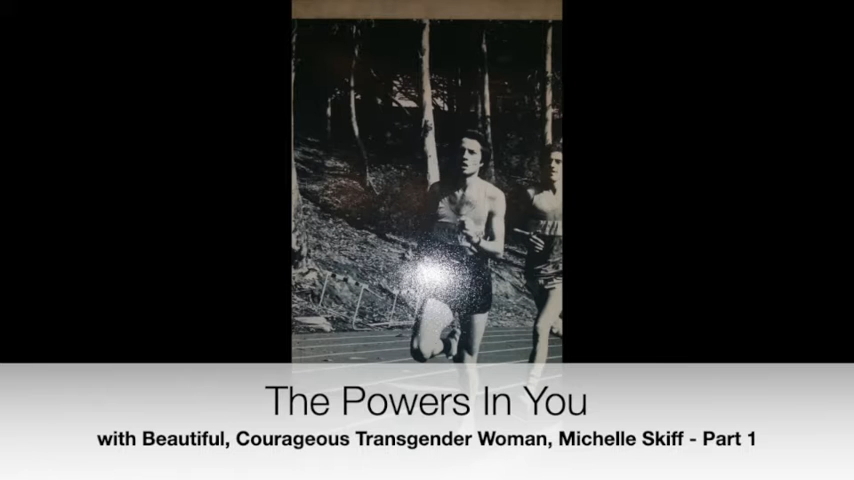 The Powers In You
with Beautiful, Courageous Transgender Woman, Michelle Skiff - Part 1